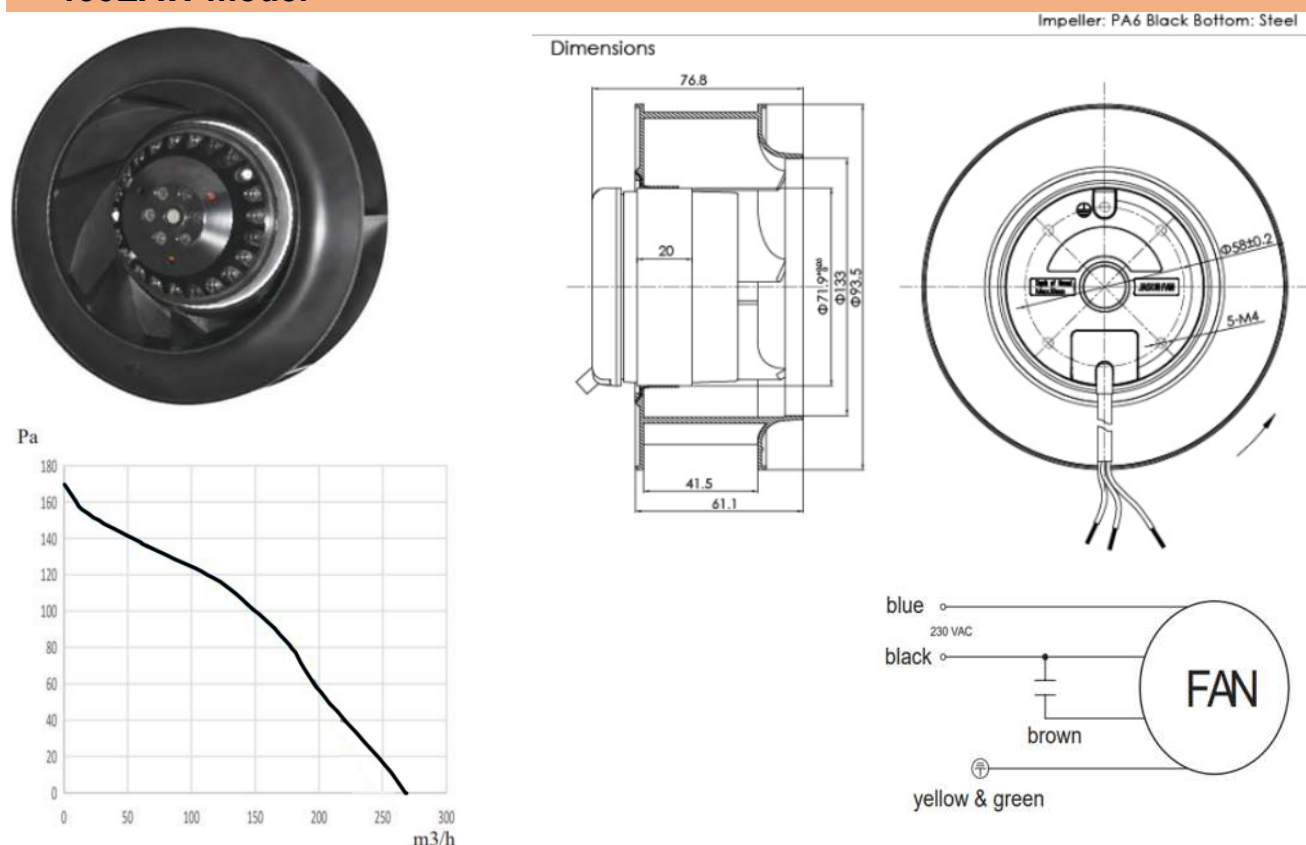 Impeller: PA6 Black Bottom: Steel
Dimensions
76.8
20
Φ71.9
Φ133
Φ93.5
41.5
61.1
Φ58±0.2
5-M4
JASON FAN
Pa
180
160
140
120
100
80
60
40
20
0
0 50 100 150 200 250 300
m3/h
blue
230 VAC
black
FAN
brown
yellow & green